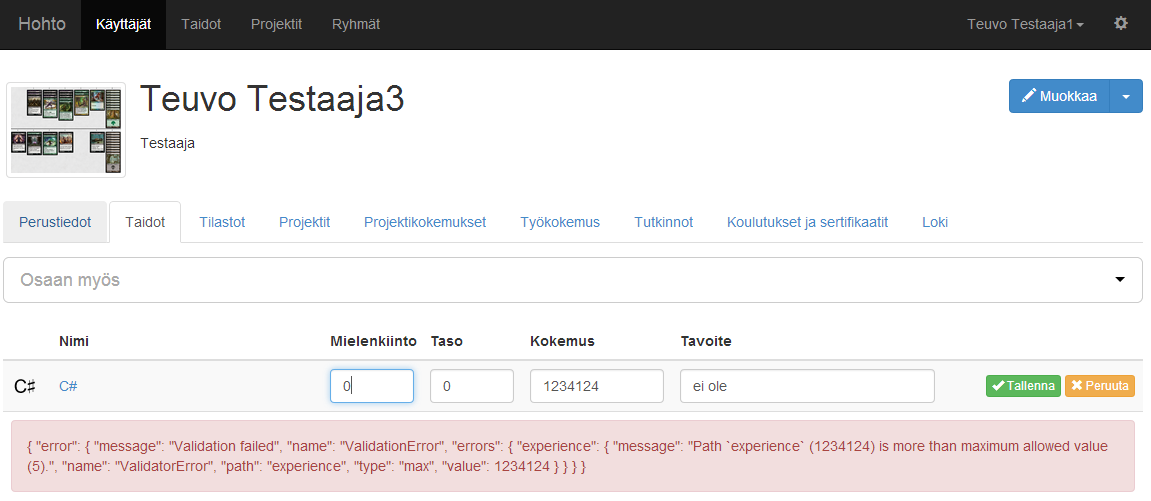 Hohto Käyttäjät Taidot Projektit Ryhmät Teuvo Testaaja1
Teuvo Testaaja3
Muokkaa
Testaaja
Perustiedot Taidot Tilastot Projektit Projektikokemukset Työkokemus Tutkinnot Koulutukset ja sertifikaatit Loki
Osaan myös
Nimi Mielenkiinto Taso Kokemus Tavoite
C# C# 0 0 1234124 ei ole Tallenna Peruuta
{ "error": { "message": "Validation failed", "name": "ValidationError", "errors": { "experience": { "message": "Path `experience` (1234124) is more than maximum allowed value
(5).", "name": "ValidatorError", "path": "experience", "type": "max", "value": 1234124 } } } }